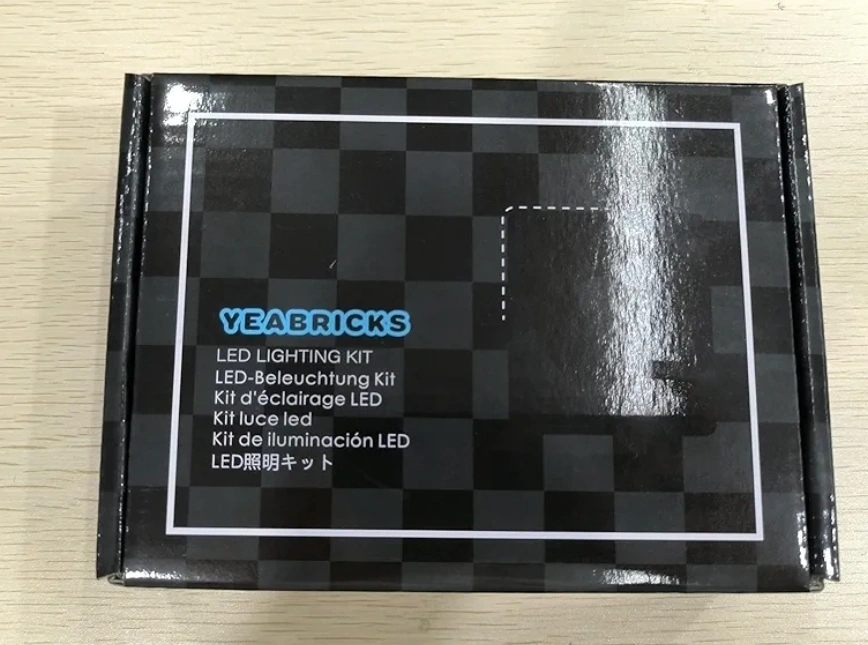 YEABRICKS
LED LIGHTING KIT
LED-Beleuchtung Kit
Kit d'éclairage LED
Kit luce led
Kit de iluminación LED
LED照明キット